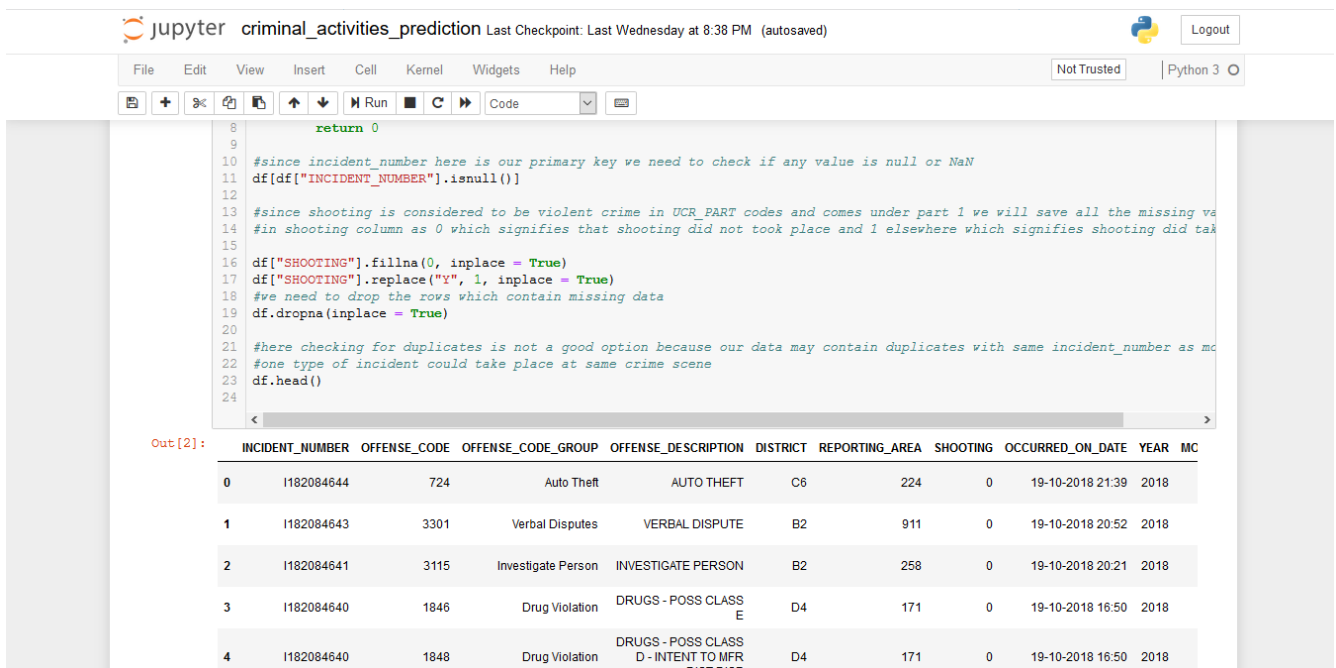 jupyter criminal_activities_prediction Last Checkpoint: Last Wednesday at 8:38 PM (autosaved) Logout
File Edit View Insert Cell Kernel Widgets Help Not Trusted Python 3
Run Code
8 return 0
9
10 #since incident_number here is our primary key we need to check if any value is null or NaN
11 df[df["INCIDENT_NUMBER"].isnull()]
12
13 #since shooting is considered to be violent crime in UCR_PART codes and comes under part 1 we will save all the missing va
14 #in shooting column as 0 which signifies that shooting did not took place and 1 elsewhere which signifies shooting did tak
15
16 df["SHOOTING"].fillna(0, inplace = True)
17 df["SHOOTING"].replace("Y", 1, inplace = True)
18 #we need to drop the rows which contain missing data
19 df.dropna(inplace = True)
20
21 #here checking for duplicates is not a good option because our data may contain duplicates with same incident_number as mo
22 #one type of incident could take place at same crime scene
23 df.head()
24
Out[2]:
INCIDENT_NUMBER OFFENSE_CODE OFFENSE_CODE_GROUP OFFENSE_DESCRIPTION DISTRICT REPORTING_AREA SHOOTING OCCURRED_ON_DATE YEAR MO
0 I182084644 724 Auto Theft AUTO THEFT C6 224 0 19-10-2018 21:39 2018
1 I182084643 3301 Verbal Disputes VERBAL DISPUTE B2 911 0 19-10-2018 20:52 2018
2 I182084641 3115 Investigate Person INVESTIGATE PERSON B2 258 0 19-10-2018 20:21 2018
3 I182084640 1846 Drug Violation DRUGS - POSS CLASS E D4 171 0 19-10-2018 16:50 2018
4 I182084640 1848 Drug Violation DRUGS - POSS CLASS D - INTENT TO MFR D4 171 0 19-10-2018 16:50 2018